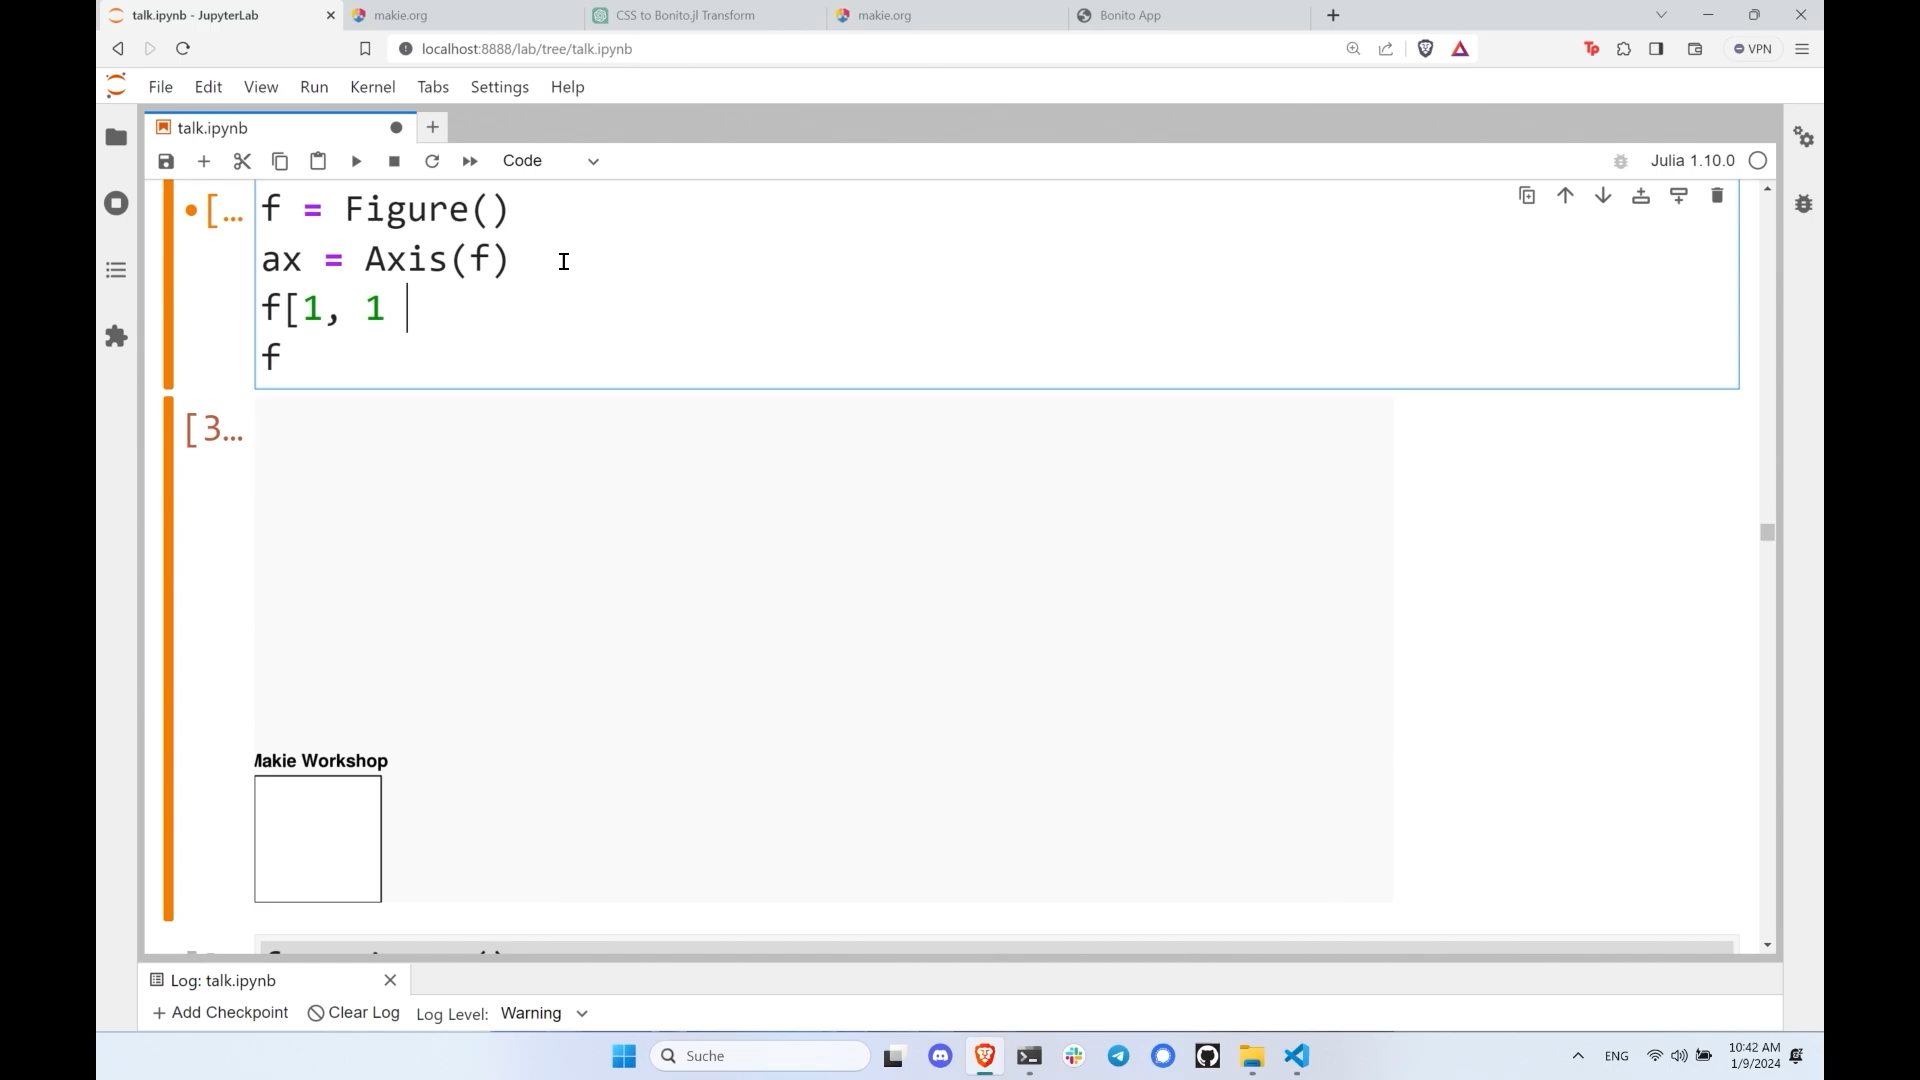 talk.ipynb - JupyterLab
makie.org
CSS to Bonito.jl Transform
makie.org
Bonito App
localhost:8888/lab/tree/talk.ipynb
Tp
VPN
File Edit View Run Kernel Tabs Settings Help
talk.ipynb
Code
Julia 1.10.0
[…
f = Figure()
ax = Axis(f)
f[1, 1
f
[3…
Makie Workshop
Log: talk.ipynb
Add Checkpoint
Clear Log
Log Level: Warning
Suche
ENG
10:42 AM
1/9/2024